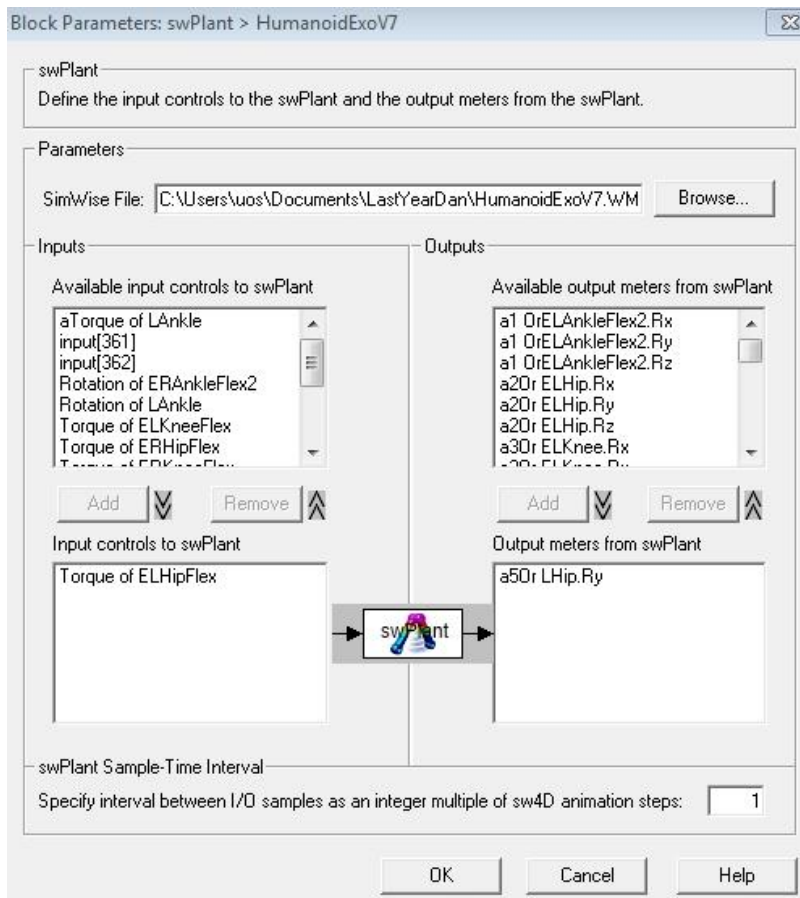 Block Parameters: swPlant > HumanoidExoV7
swPlant
Define the input controls to the swPlant and the output meters from the swPlant.
Parameters
SimWise File: C:\Users\uos\Documents\LastYearDan\HumanoidExoV7.WM Browse...
Inputs
Available input controls to swPlant
aTorque of LAnkle
input[361]
input[362]
Rotation of ERAnkleFlex2
Rotation of LAnkle
Torque of ELKneeFlex
Torque of ERHipFlex
Torque of ERKneeFlex
Add Remove
Input controls to swPlant
Torque of ELHipFlex
Outputs
Available output meters from swPlant
a1 OrELAnkleFlex2.Rx
a1 OrELAnkleFlex2.Ry
a1 OrELAnkleFlex2.Rz
a2Or ELHip.Rx
a2Or ELHip.Ry
a2Or ELHip.Rz
a3Or ELKnee.Rx
Add Remove
Output meters from swPlant
a5Or LHip.Ry
swPlant
swPlant Sample-Time Interval
Specify interval between I/O samples as an integer multiple of sw4D animation steps: 1
OK Cancel Help